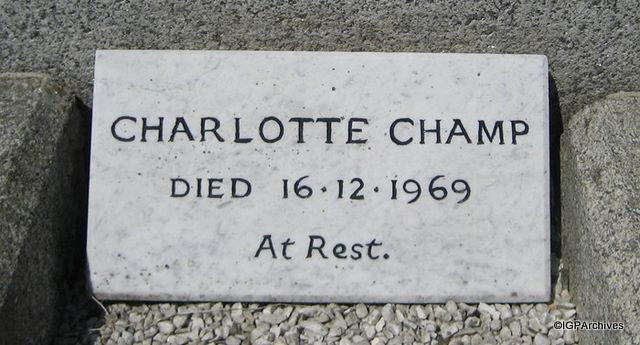 CHARLOTTE CHAMP
DIED 16·12·1969
At Rest.
©IGPArchives